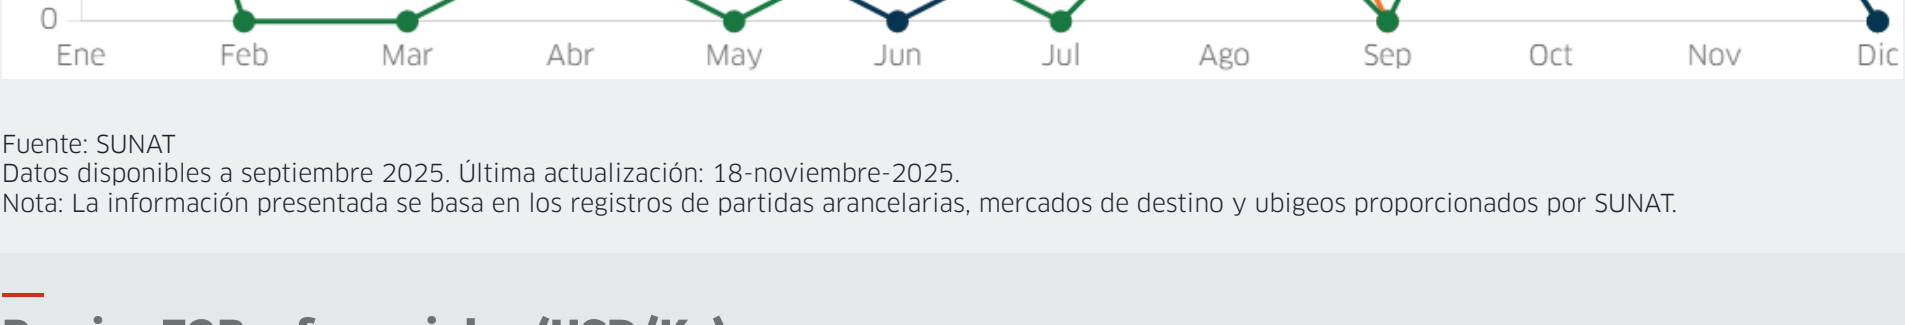 0
Ene Feb Mar Abr May Jun Jul Ago Sep Oct Nov Dic
Fuente: SUNAT
Datos disponibles a septiembre 2025. Última actualización: 18-noviembre-2025.
Nota: La información presentada se basa en los registros de partidas arancelarias, mercados de destino y ubigeos proporcionados por SUNAT.